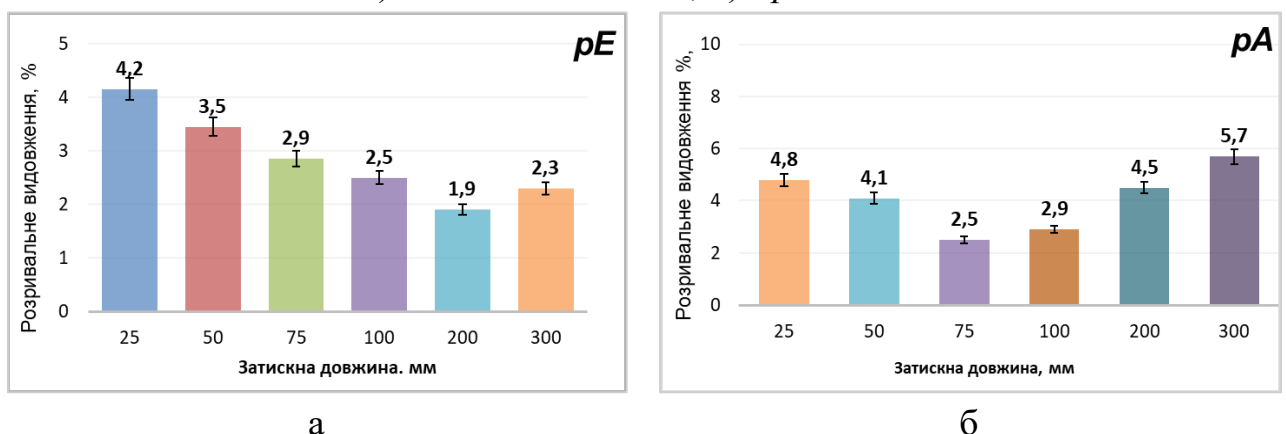 pE
Розривальне видовження, %
5
4
3
2
1
0
4,2
3,5
2,9
2,5
1,9
2,3
25 50 75 100 200 300
Затискна довжина. мм
а
pA
Розривальне видовження %,
10
8
6
4
2
0
4,8
4,1
2,5
2,9
4,5
5,7
25 50 75 100 200 300
Затискна довжина, мм
б